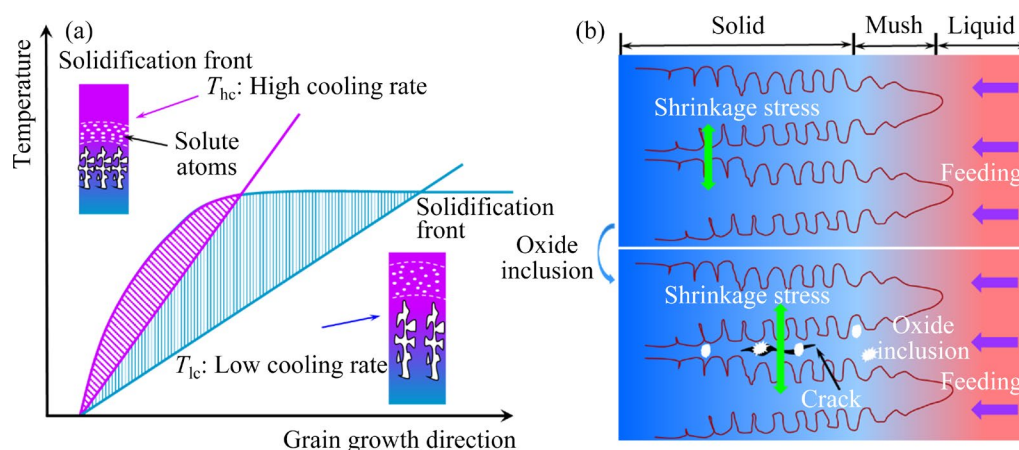 (a)
Temperature
Solidification front
T_hc: High cooling rate
Solute
atoms
Solidification
front
T_lc: Low cooling rate
Grain growth direction
(b)
Solid
Mush
Liquid
Shrinkage stress
Feeding
Oxide
inclusion
Shrinkage stress
Oxide
inclusion
Feeding
Crack